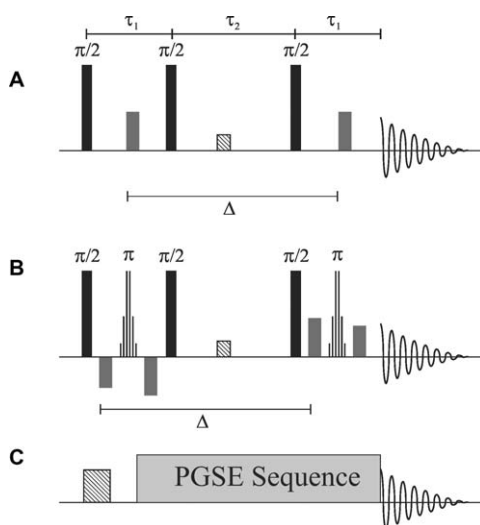 τ₁ τ₂ τ₁
π/2 π/2 π/2
A
Δ
π/2 π π/2 π/2 π
B
Δ
C
PGSE Sequence